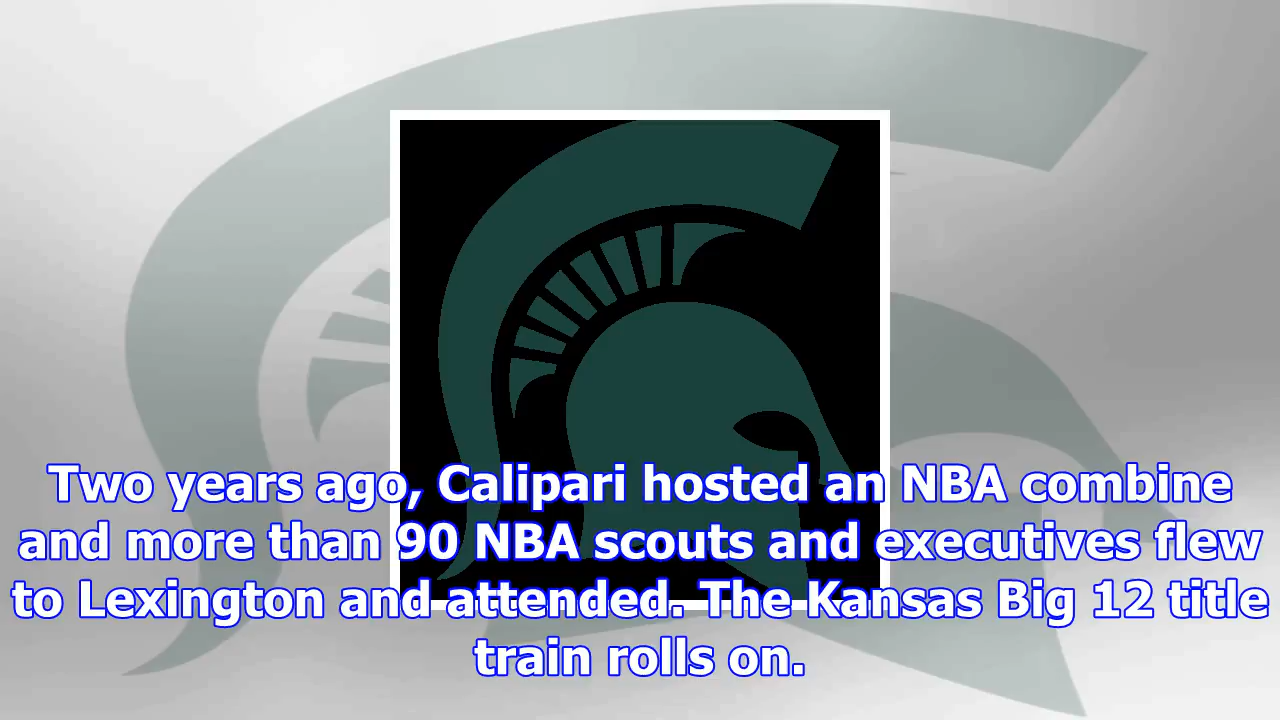 Two years ago, Calipari hosted an NBA combine
and more than 90 NBA scouts and executives flew
to Lexington and attended. The Kansas Big 12 title
train rolls on.